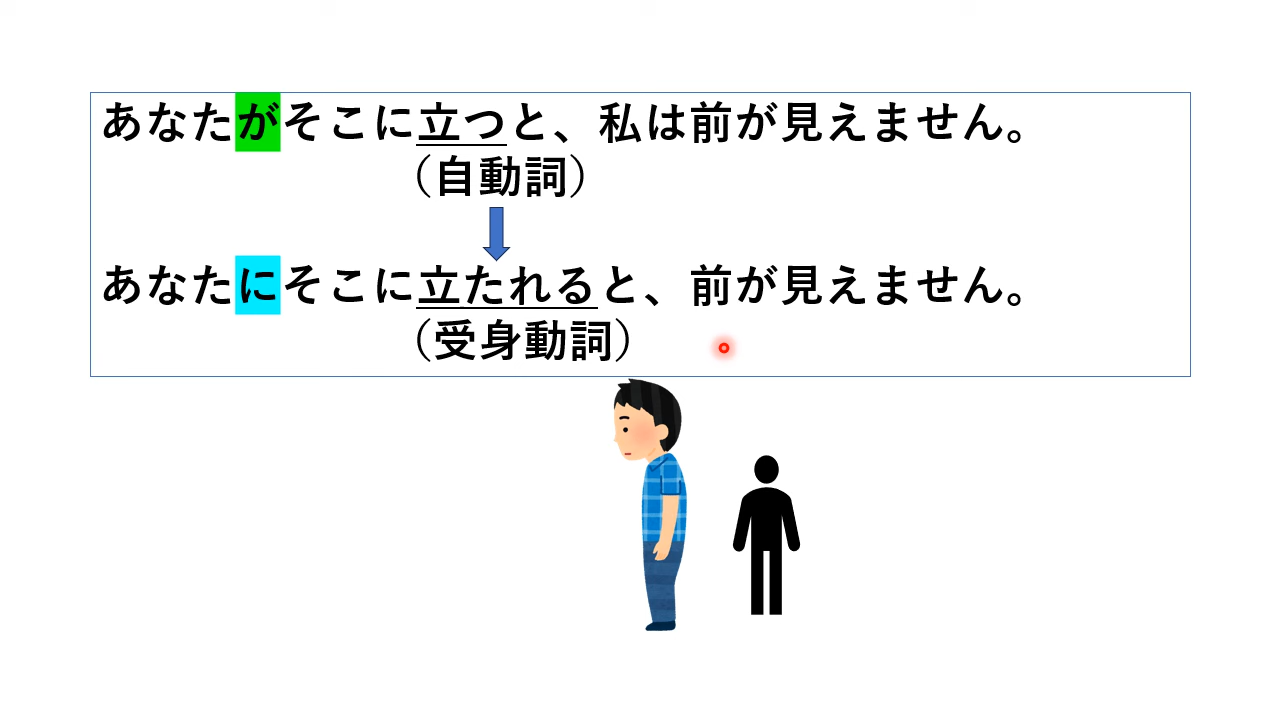 あなたがそこに立つと、私は前が見えません。
（自動詞）
あなたにそこに立たれると、前が見えません。
（受身動詞）